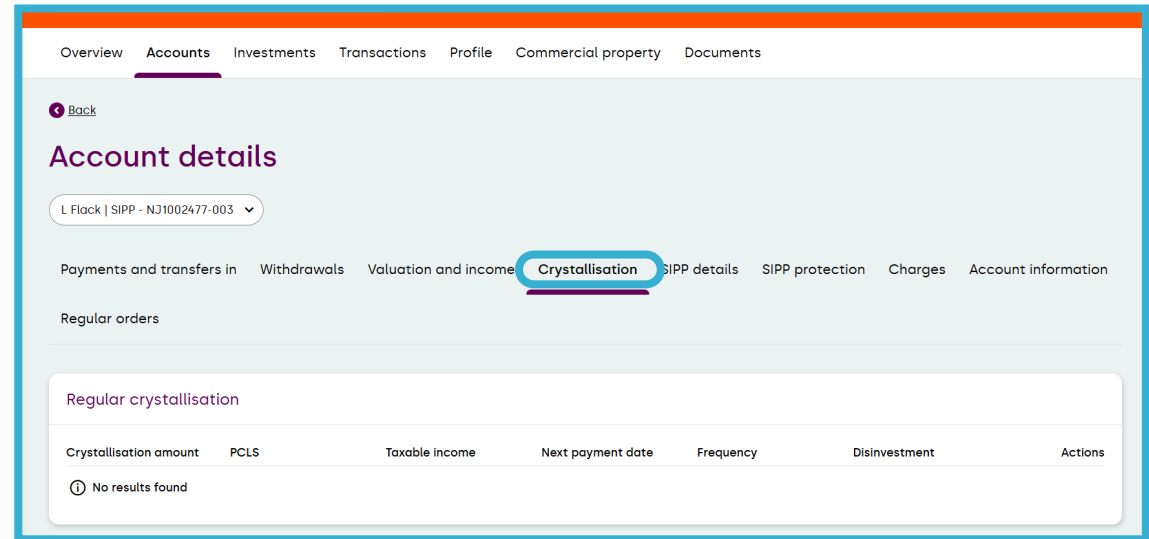 Overview Accounts Investments Transactions Profile Commercial property Documents
Back
Account details
L Flack | SIPP - NJ1002477-003
Payments and transfers in Withdrawals Valuation and income Crystallisation SIPP details SIPP protection Charges Account information
Regular orders
Regular crystallisation
Crystallisation amount PCLS Taxable income Next payment date Frequency Disinvestment Actions
No results found